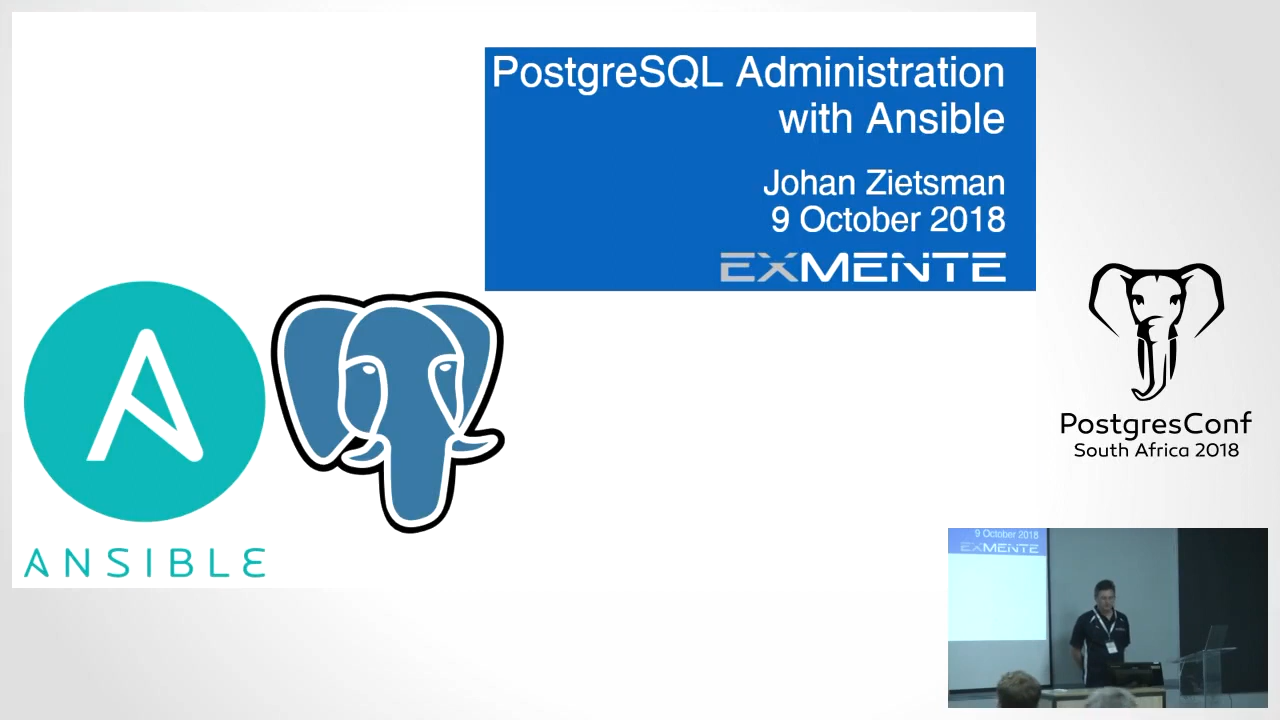 PostgreSQL Administration
with Ansible
Johan Zietsman
9 October 2018
EXMENTE
ANSIBLE
PostgresConf
South Africa 2018
9 October 2018
EXMENTE